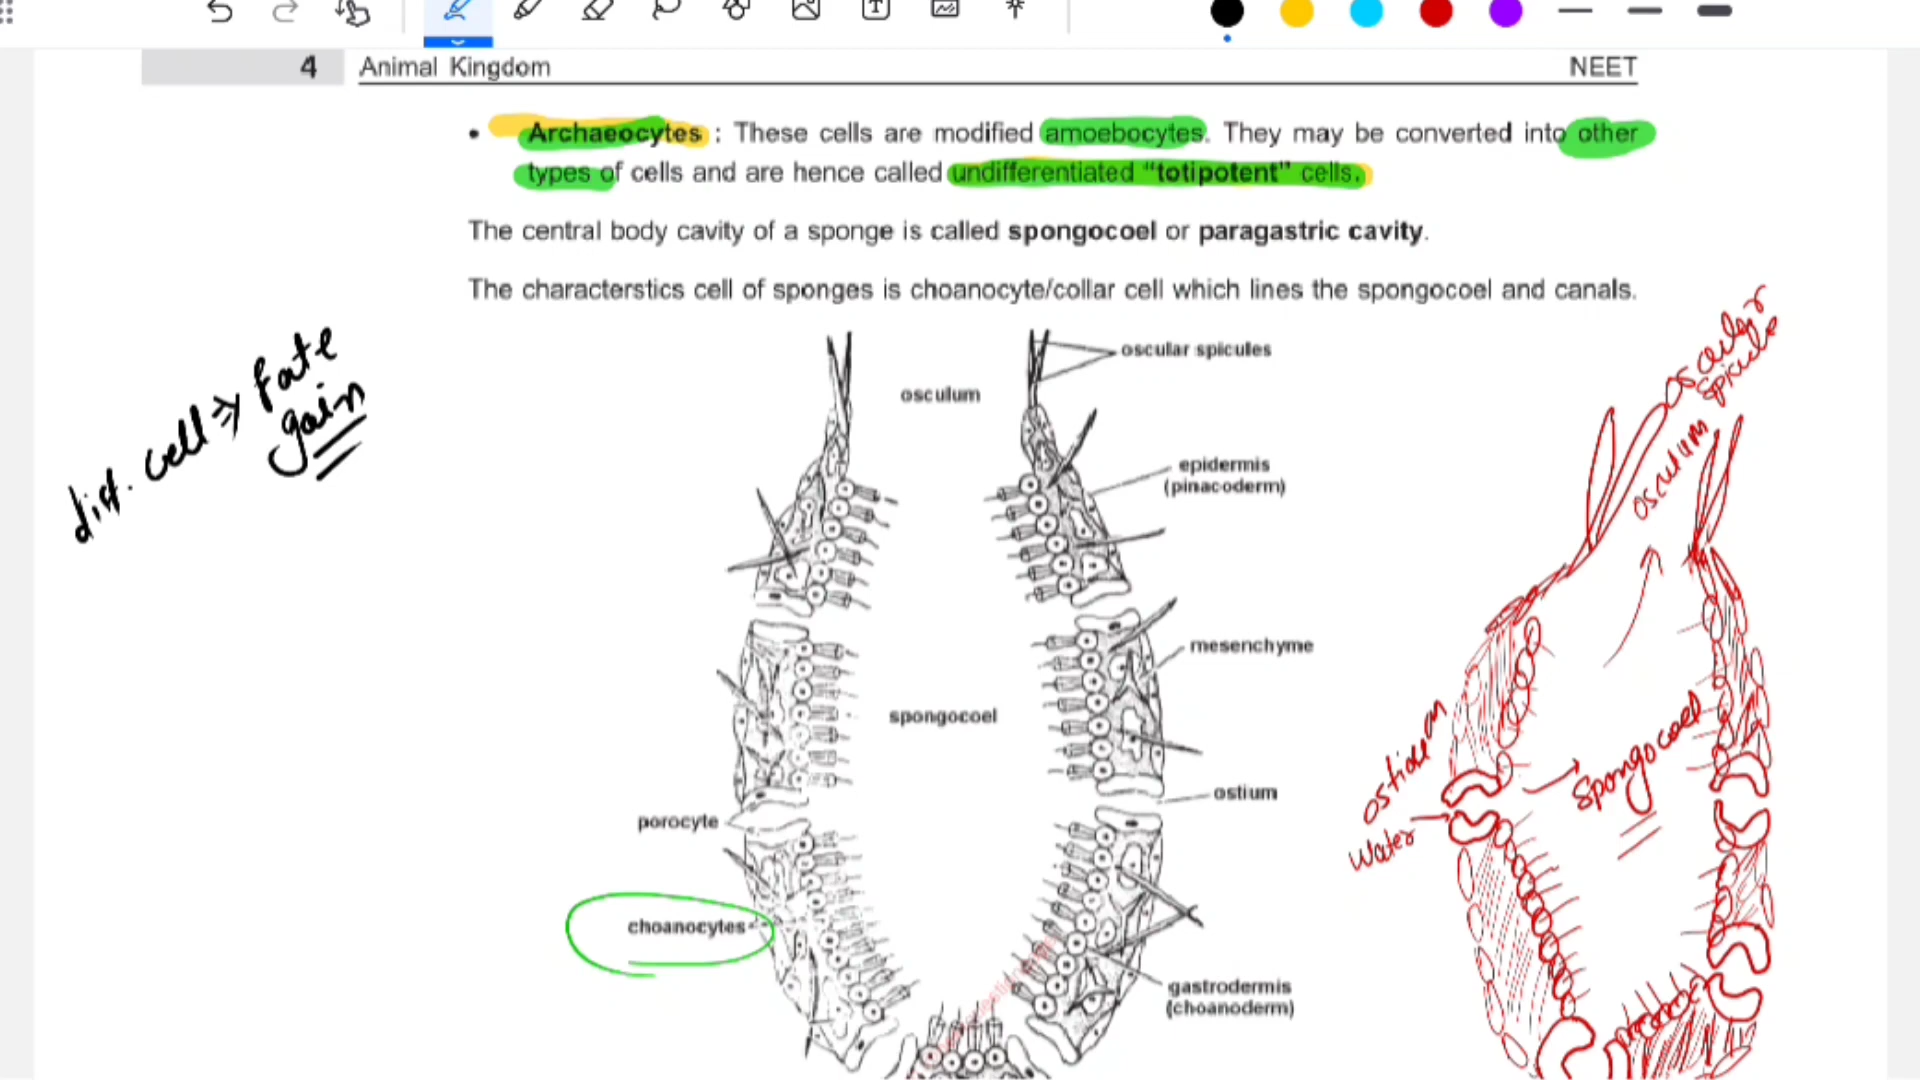 4 Animal Kingdom NEET
• Archaeocytes : These cells are modified amoebocytes. They may be converted into other
types of cells and are hence called undifferentiated “totipotent” cells.
The central body cavity of a sponge is called spongocoel or paragastric cavity.
The characterstics cell of sponges is choanocyte/collar cell which lines the spongocoel and canals.
dif. cell => fate
gain
oscular spicules
osculum
epidermis
(pinacoderm)
mesenchyme
spongocoel
ostium
porocyte
choanocytes
gastrodermis
(choanoderm)
oscular
spicule
osculum
spongocoel
water